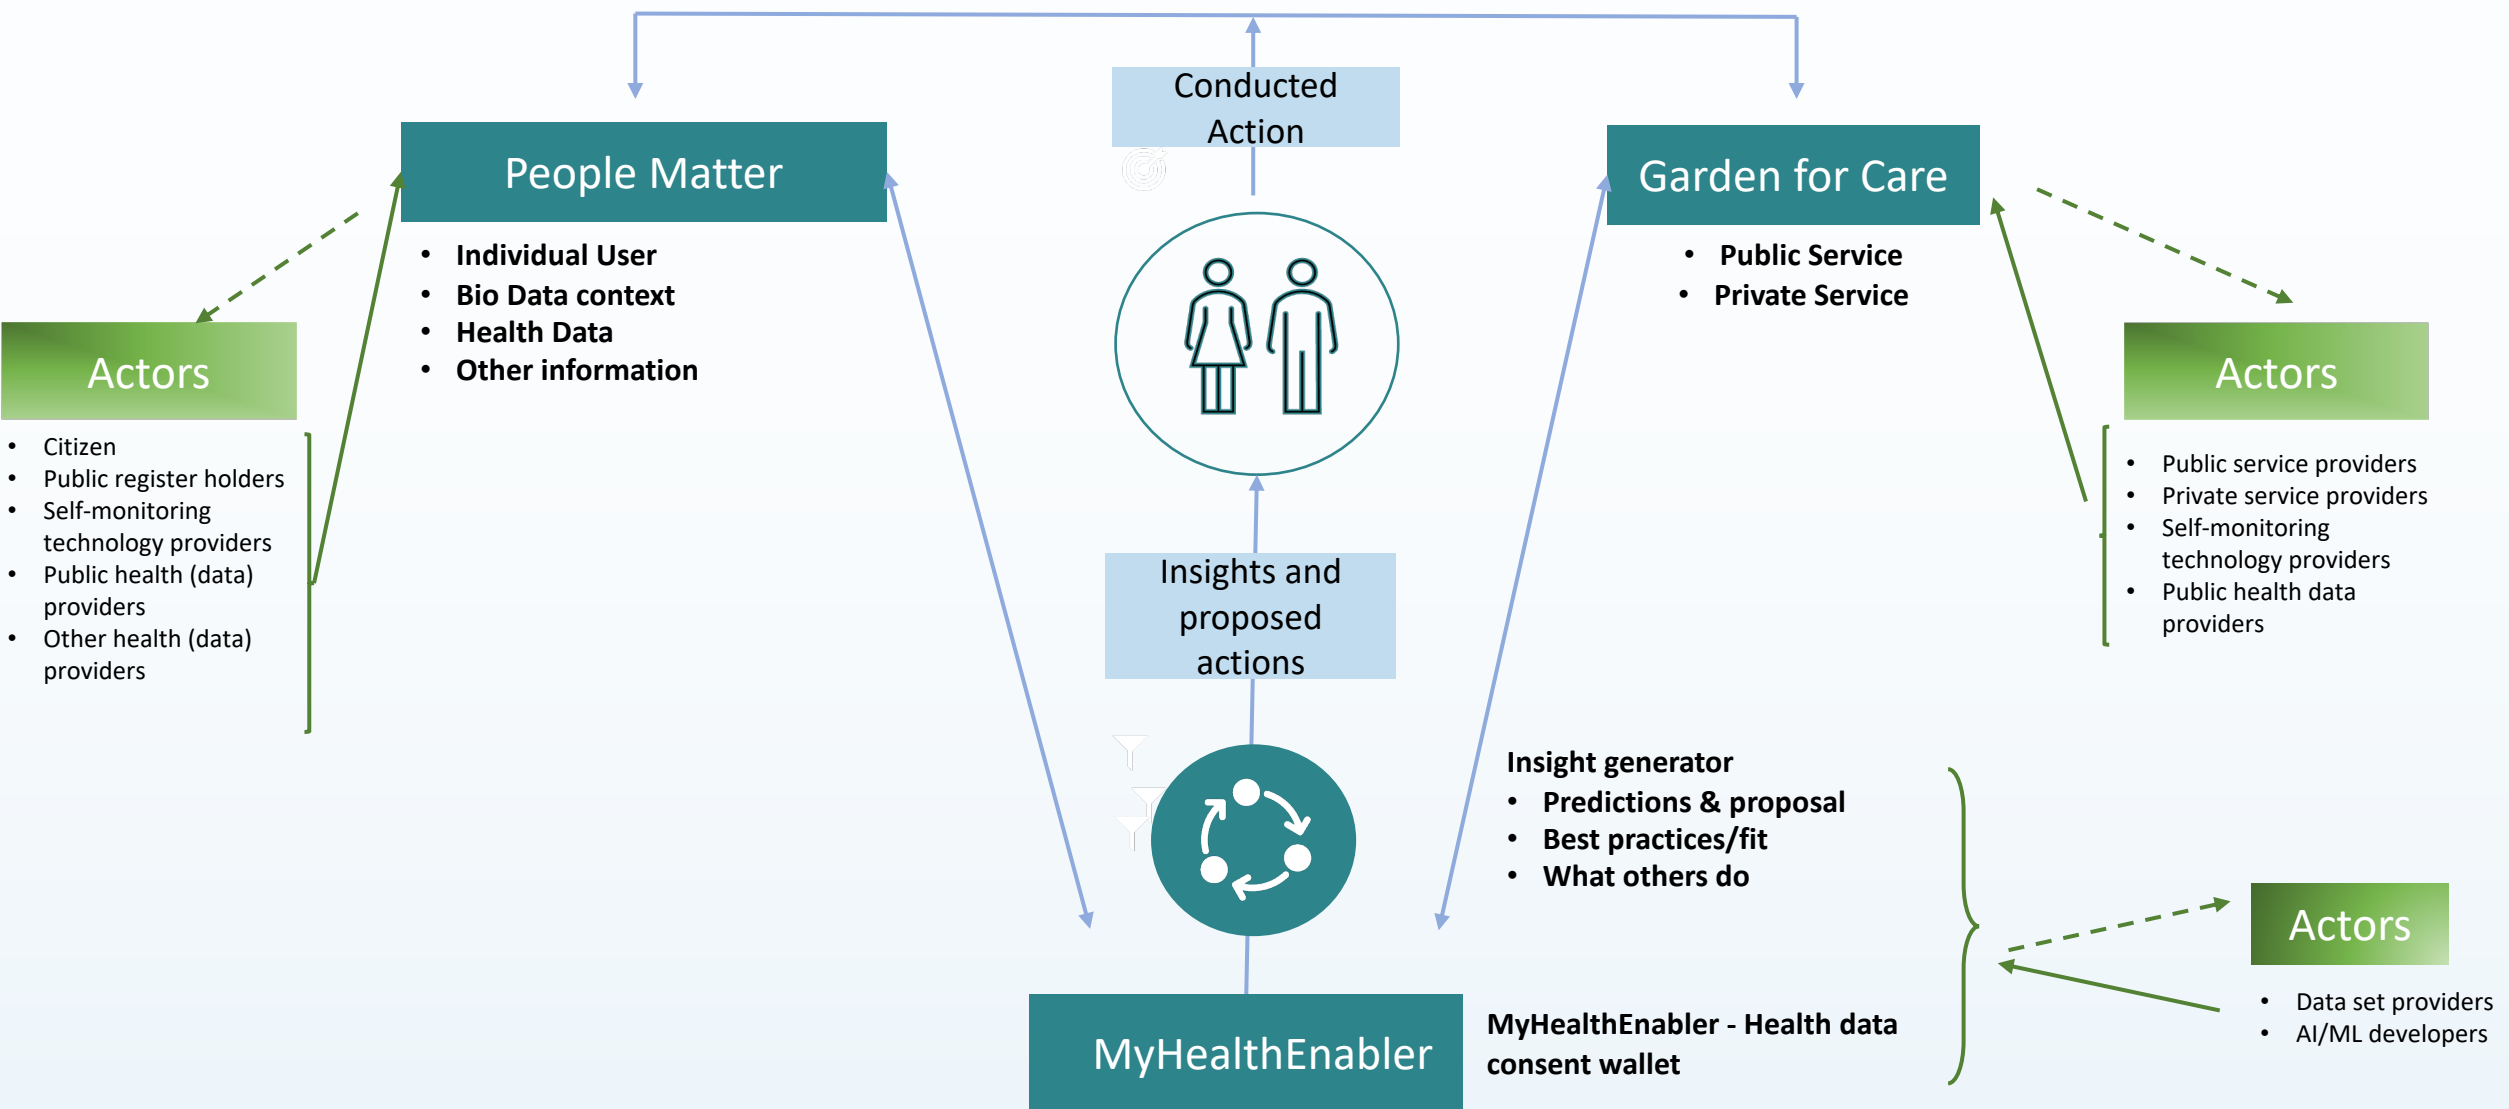 Conducted
Action
People Matter
Garden for Care
• Individual User
• Bio Data context
• Health Data
• Other information
• Public Service
• Private Service
Actors
• Citizen
• Public register holders
• Self-monitoring
technology providers
• Public health (data)
providers
• Other health (data)
providers
Actors
• Public service providers
• Private service providers
• Self-monitoring
technology providers
• Public health data
providers
Insights and
proposed
actions
Insight generator
• Predictions & proposal
• Best practices/fit
• What others do
Actors
• Data set providers
• AI/ML developers
MyHealthEnabler
MyHealthEnabler - Health data
consent wallet